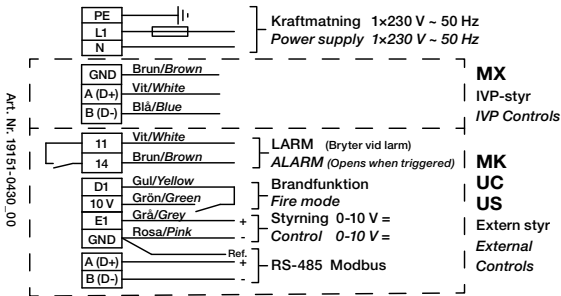 PE
L1
N
Kraftmatning 1×230 V ~ 50 Hz
Power supply 1×230 V ~ 50 Hz
GND Brun/Brown
A (D+) Vit/White
B (D-) Blå/Blue
MX
IVP-styr
IVP Controls
11 Vit/White
14 Brun/Brown
LARM (Bryter vid larm)
ALARM (Opens when triggered)
D1 Gul/Yellow
10 V Grön/Green
Brandfunktion
Fire mode
E1 Grå/Grey +
GND Rosa/Pink -
Styrning 0-10 V =
Control 0-10 V =
Ref.
A (D+) +
B (D-) -
RS-485 Modbus
MK
UC
US
Extern styr
External
Controls
Art. Nr. 19151-0430_00